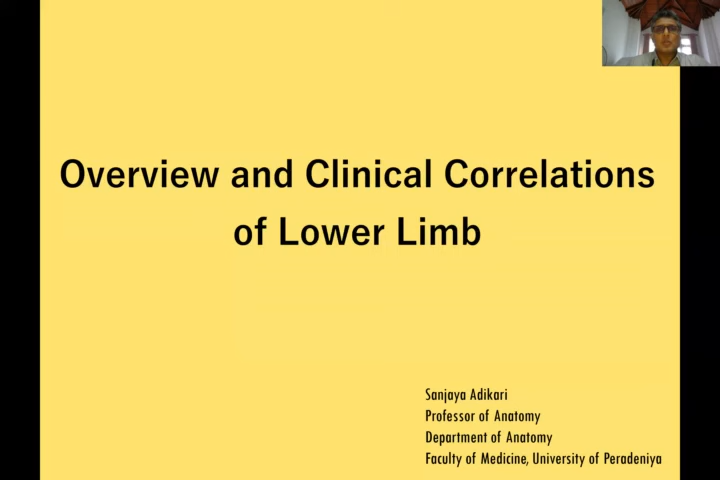 Overview and Clinical Correlations
of Lower Limb
Sanjaya Adikari
Professor of Anatomy
Department of Anatomy
Faculty of Medicine, University of Peradeniya